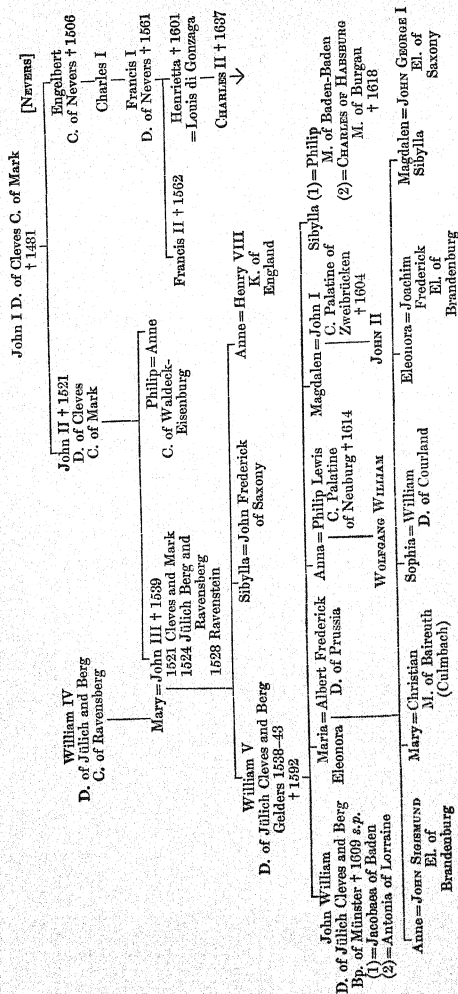 John I D. of Cleves C. of Mark
† 1481
[NEVERS]
William IV
D. of Jülich and Berg
C. of Ravensberg
John II † 1521
D. of Cleves
C. of Mark
Engelbert
C. of Nevers † 1506
Charles I
Mary = John III † 1539
1521 Cleves and Mark
1524 Jülich Berg and
Ravensberg
1528 Ravenstein
Philip = Anne
C. of Waldeck-
Eisenburg
Francis I
D. of Nevers † 1561
Francis II † 1562
Henrietta † 1601
= Louis di Gonzaga
CHARLES II † 1637
William V
D. of Jülich Cleves and Berg
Gelders 1538-43
† 1592
Sibylla = John Frederick
of Saxony
Anne = Henry VIII
K. of
England
John William
D. of Jülich Cleves and Berg
Bp. of Münster † 1609 s.p.
(1) = Jacobaea of Baden
(2) = Antonia of Lorraine
Maria = Albert Frederick
Eleonora
D. of Prussia
Anna = Philip Lewis
C. Palatine
of Neuburg † 1614
WOLFGANG WILLIAM
Magdalen = John I
C. Palatine of
Zweibrücken
† 1604
JOHN II
Sibylla (1) = Philip
M. of Baden-Baden
(2) = CHARLES OF HABSBURG
M. of Burgau
† 1618
Anne = JOHN SIGISMUND
El. of
Brandenburg
Mary = Christian
M. of Baireuth
(Culmbach)
Sophia = William
D. of Courland
Eleonora = Joachim
Frederick
El. of
Brandenburg
Magdalen = JOHN GEORGE I
Sibylla
El. of
Saxony